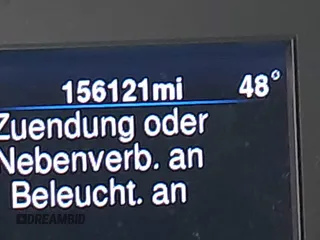 156121mi 48°
Zuendung oder
Nebenverb. an
Beleucht. an
DREAMBID